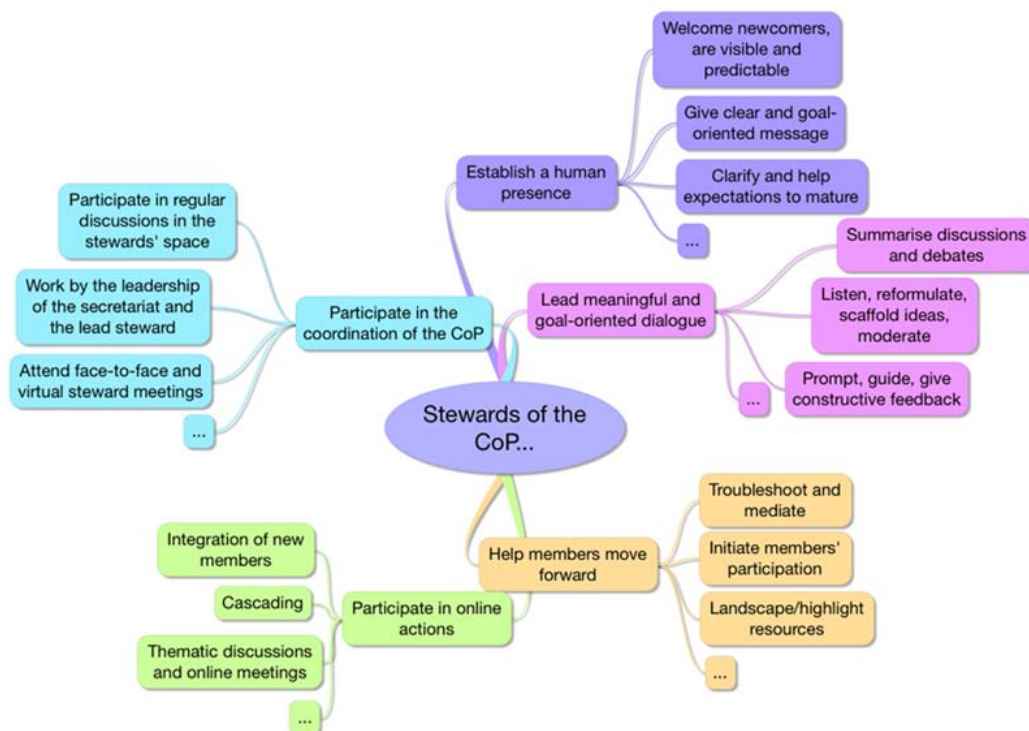 Stewards of the
CoP...
Establish a human
presence
Welcome newcomers,
are visible and
predictable
Give clear and goal-
oriented message
Clarify and help
expectations to mature
...
Lead meaningful and
goal-oriented dialogue
Summarise discussions
and debates
Listen, reformulate,
scaffold ideas,
moderate
Prompt, guide, give
constructive feedback
...
Help members move
forward
Troubleshoot and
mediate
Initiate members'
participation
Landscape/highlight
resources
...
Participate in online
actions
Integration of new
members
Cascading
Thematic discussions
and online meetings
...
Participate in the
coordination of the CoP
Participate in regular
discussions in the
stewards' space
Work by the leadership
of the secretariat and
the lead steward
Attend face-to-face and
virtual steward meetings
...